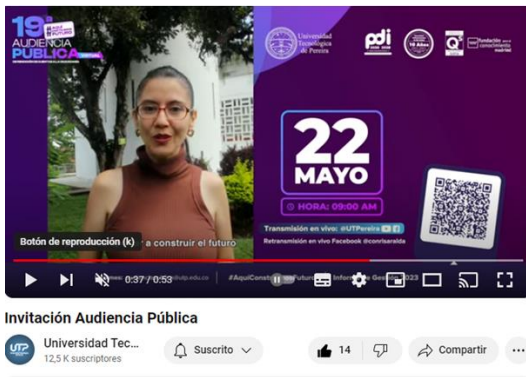 19ª
AUDIENCIA
PÚBLICA
Universidad
Tecnológica
de Pereira
pdi
22
MAYO
HORA: 09:00 AM
Transmisión en vivo: @UTPereira
Retransmisión en vivo Facebook @conrisaralda
Botón de reproducción (k)
a construir el futuro
0:37 / 0:53
Invitación Audiencia Pública
UTP
Universidad Tec...
12,5 K suscriptores
Suscrito
14
Compartir